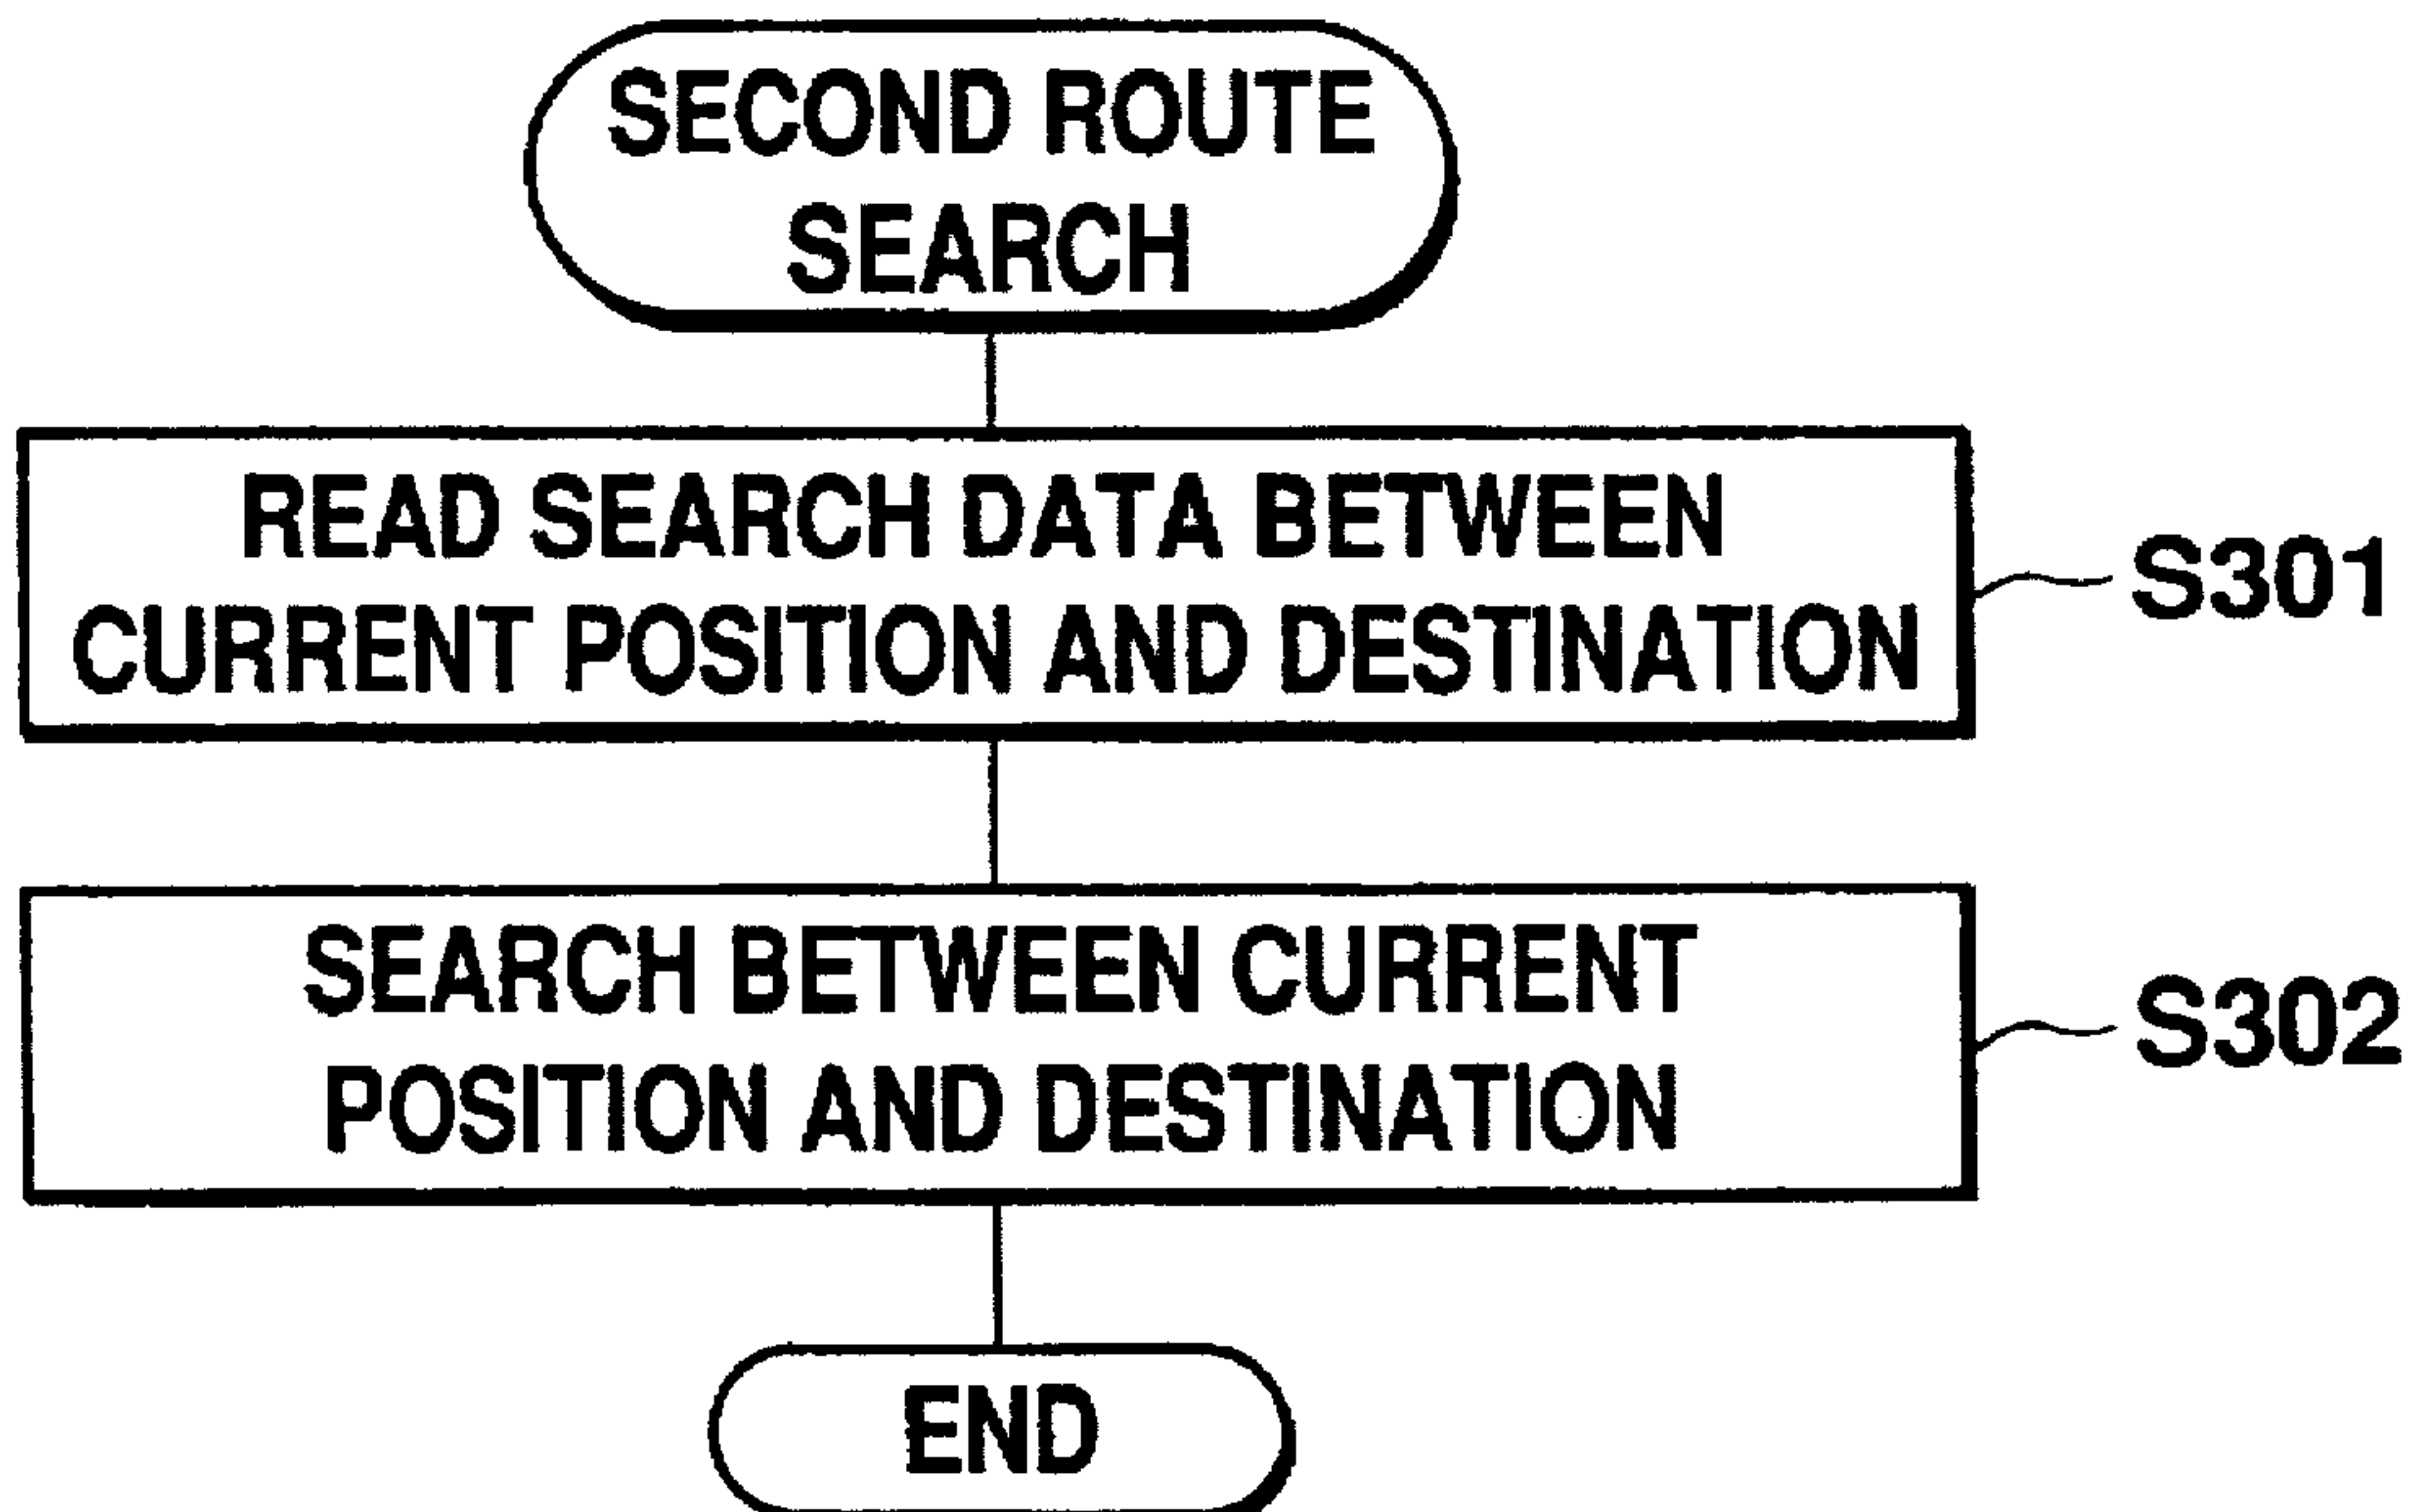 SECOND ROUTE
SEARCH
READ SEARCH DATA BETWEEN
CURRENT POSITION AND DESTINATION
S301
SEARCH BETWEEN CURRENT
POSITION AND DESTINATION
S302
END